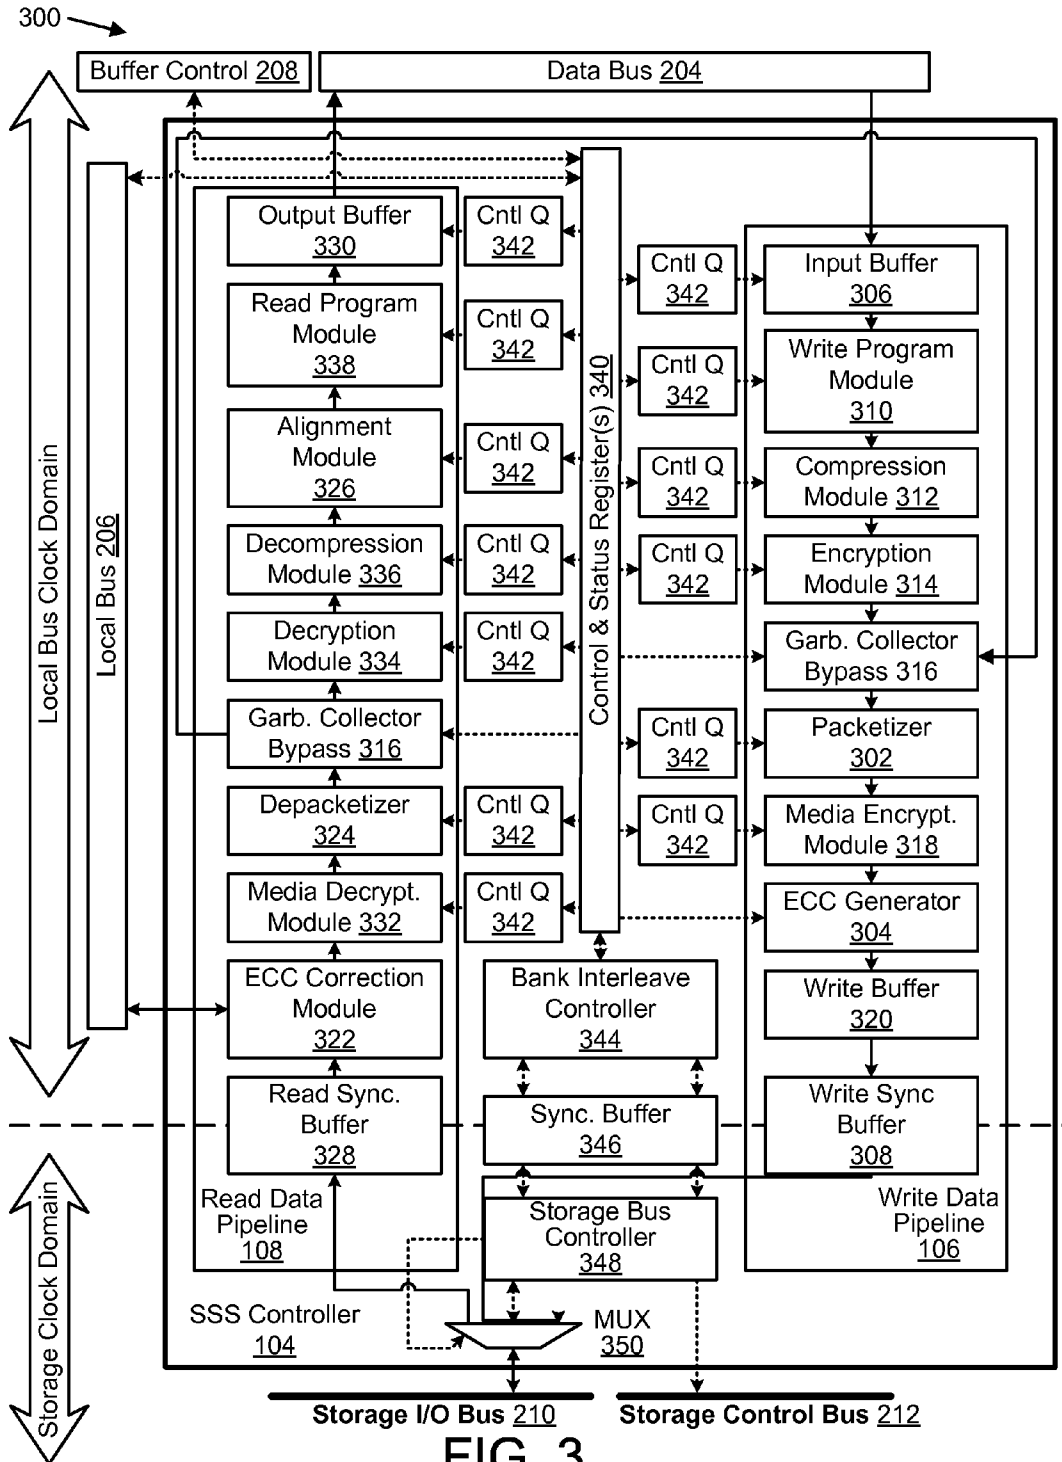 300
Buffer Control 208
Data Bus 204
Local Bus Clock Domain
Local Bus 206
Output Buffer
330
Read Program
Module
338
Alignment
Module
326
Decompression
Module 336
Decryption
Module 334
Garb. Collector
Bypass 316
Depacketizer
324
Media Decrypt.
Module 332
ECC Correction
Module
322
Read Sync.
Buffer
328
Read Data
Pipeline
108
Cntl Q
342
Cntl Q
342
Cntl Q
342
Cntl Q
342
Cntl Q
342
Cntl Q
342
Cntl Q
342
Control & Status Register(s) 340
Cntl Q
342
Cntl Q
342
Cntl Q
342
Cntl Q
342
Cntl Q
342
Cntl Q
342
Input Buffer
306
Write Program
Module
310
Compression
Module 312
Encryption
Module 314
Garb. Collector
Bypass 316
Packetizer
302
Media Encrypt.
Module 318
ECC Generator
304
Write Buffer
320
Write Sync
Buffer
308
Write Data
Pipeline
106
Bank Interleave
Controller
344
Sync. Buffer
346
Storage Bus
Controller
348
Storage Clock Domain
SSS Controller
104
MUX
350
Storage I/O Bus 210
Storage Control Bus 212
FIG. 3